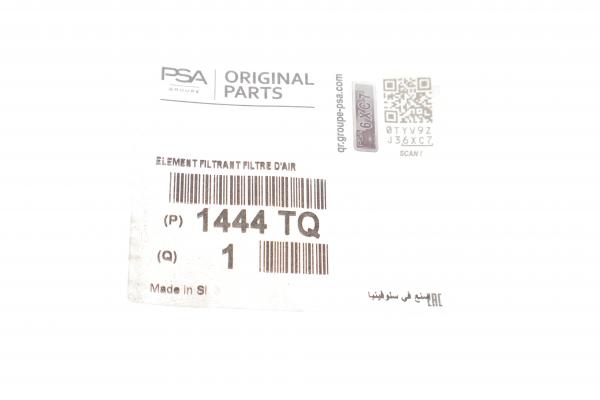 PSA
GROUPE
ORIGINAL
PARTS
qr.groupe-psa.com
PSA
6XC7
0TYV9Z
J36XC7
SCAN !
ELEMENT FILTRANT FILTRE D'AIR
(P) 1444 TQ
(Q) 1
Made in SI
صنع في سلوفينيا
EAC